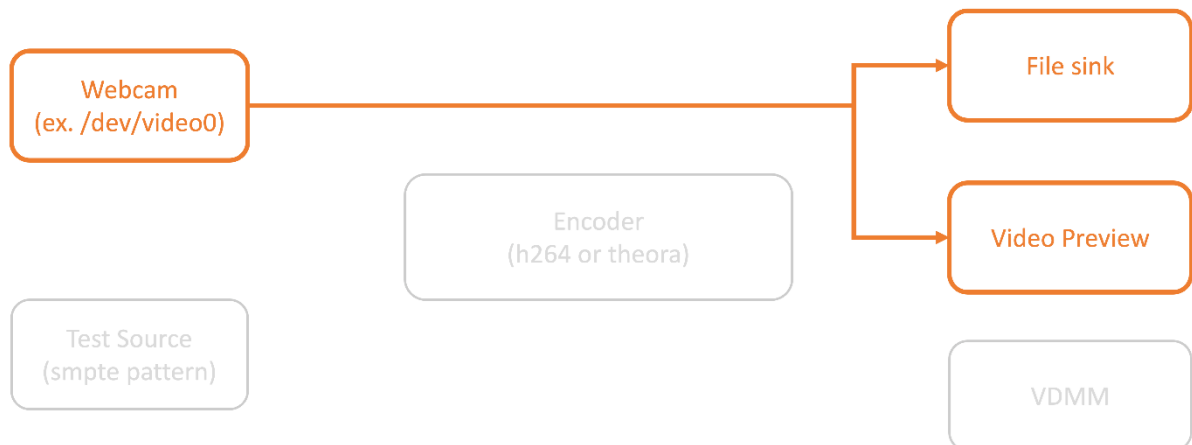 Webcam
(ex. /dev/video0)
File sink
Encoder
(h264 or theora)
Video Preview
Test Source
(smpte pattern)
VDMM